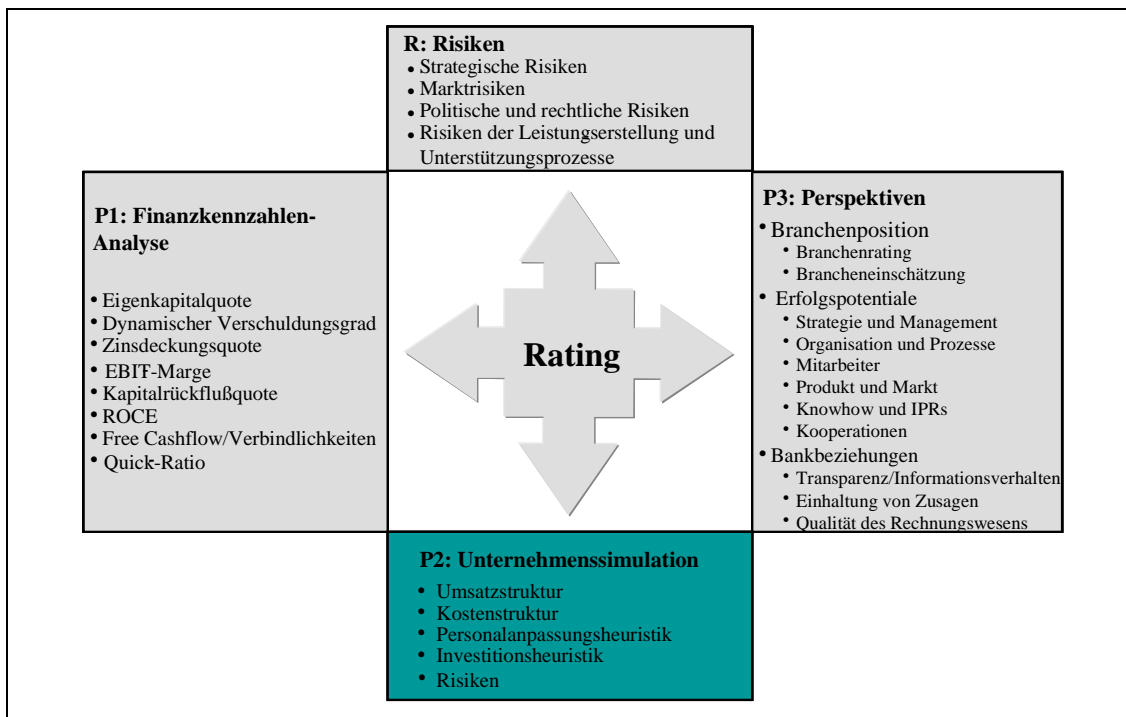 R: Risiken
• Strategische Risiken
• Marktrisiken
• Politische und rechtliche Risiken
• Risiken der Leistungserstellung und
Unterstützungsprozesse
P1: Finanzkennzahlen-
Analyse
• Eigenkapitalquote
• Dynamischer Verschuldungsgrad
• Zinsdeckungsquote
• EBIT-Marge
• Kapitalrückflußquote
• ROCE
• Free Cashflow/Verbindlichkeiten
• Quick-Ratio
Rating
P3: Perspektiven
• Branchenposition
• Branchenrating
• Brancheneinschätzung
• Erfolgspotentiale
• Strategie und Management
• Organisation und Prozesse
• Mitarbeiter
• Produkt und Markt
• Knowhow und IPRs
• Kooperationen
• Bankbeziehungen
• Transparenz/Informationsverhalten
• Einhaltung von Zusagen
• Qualität des Rechnungswesens
P2: Unternehmenssimulation
• Umsatzstruktur
• Kostenstruktur
• Personalanpassungsheuristik
• Investitionsheuristik
• Risiken